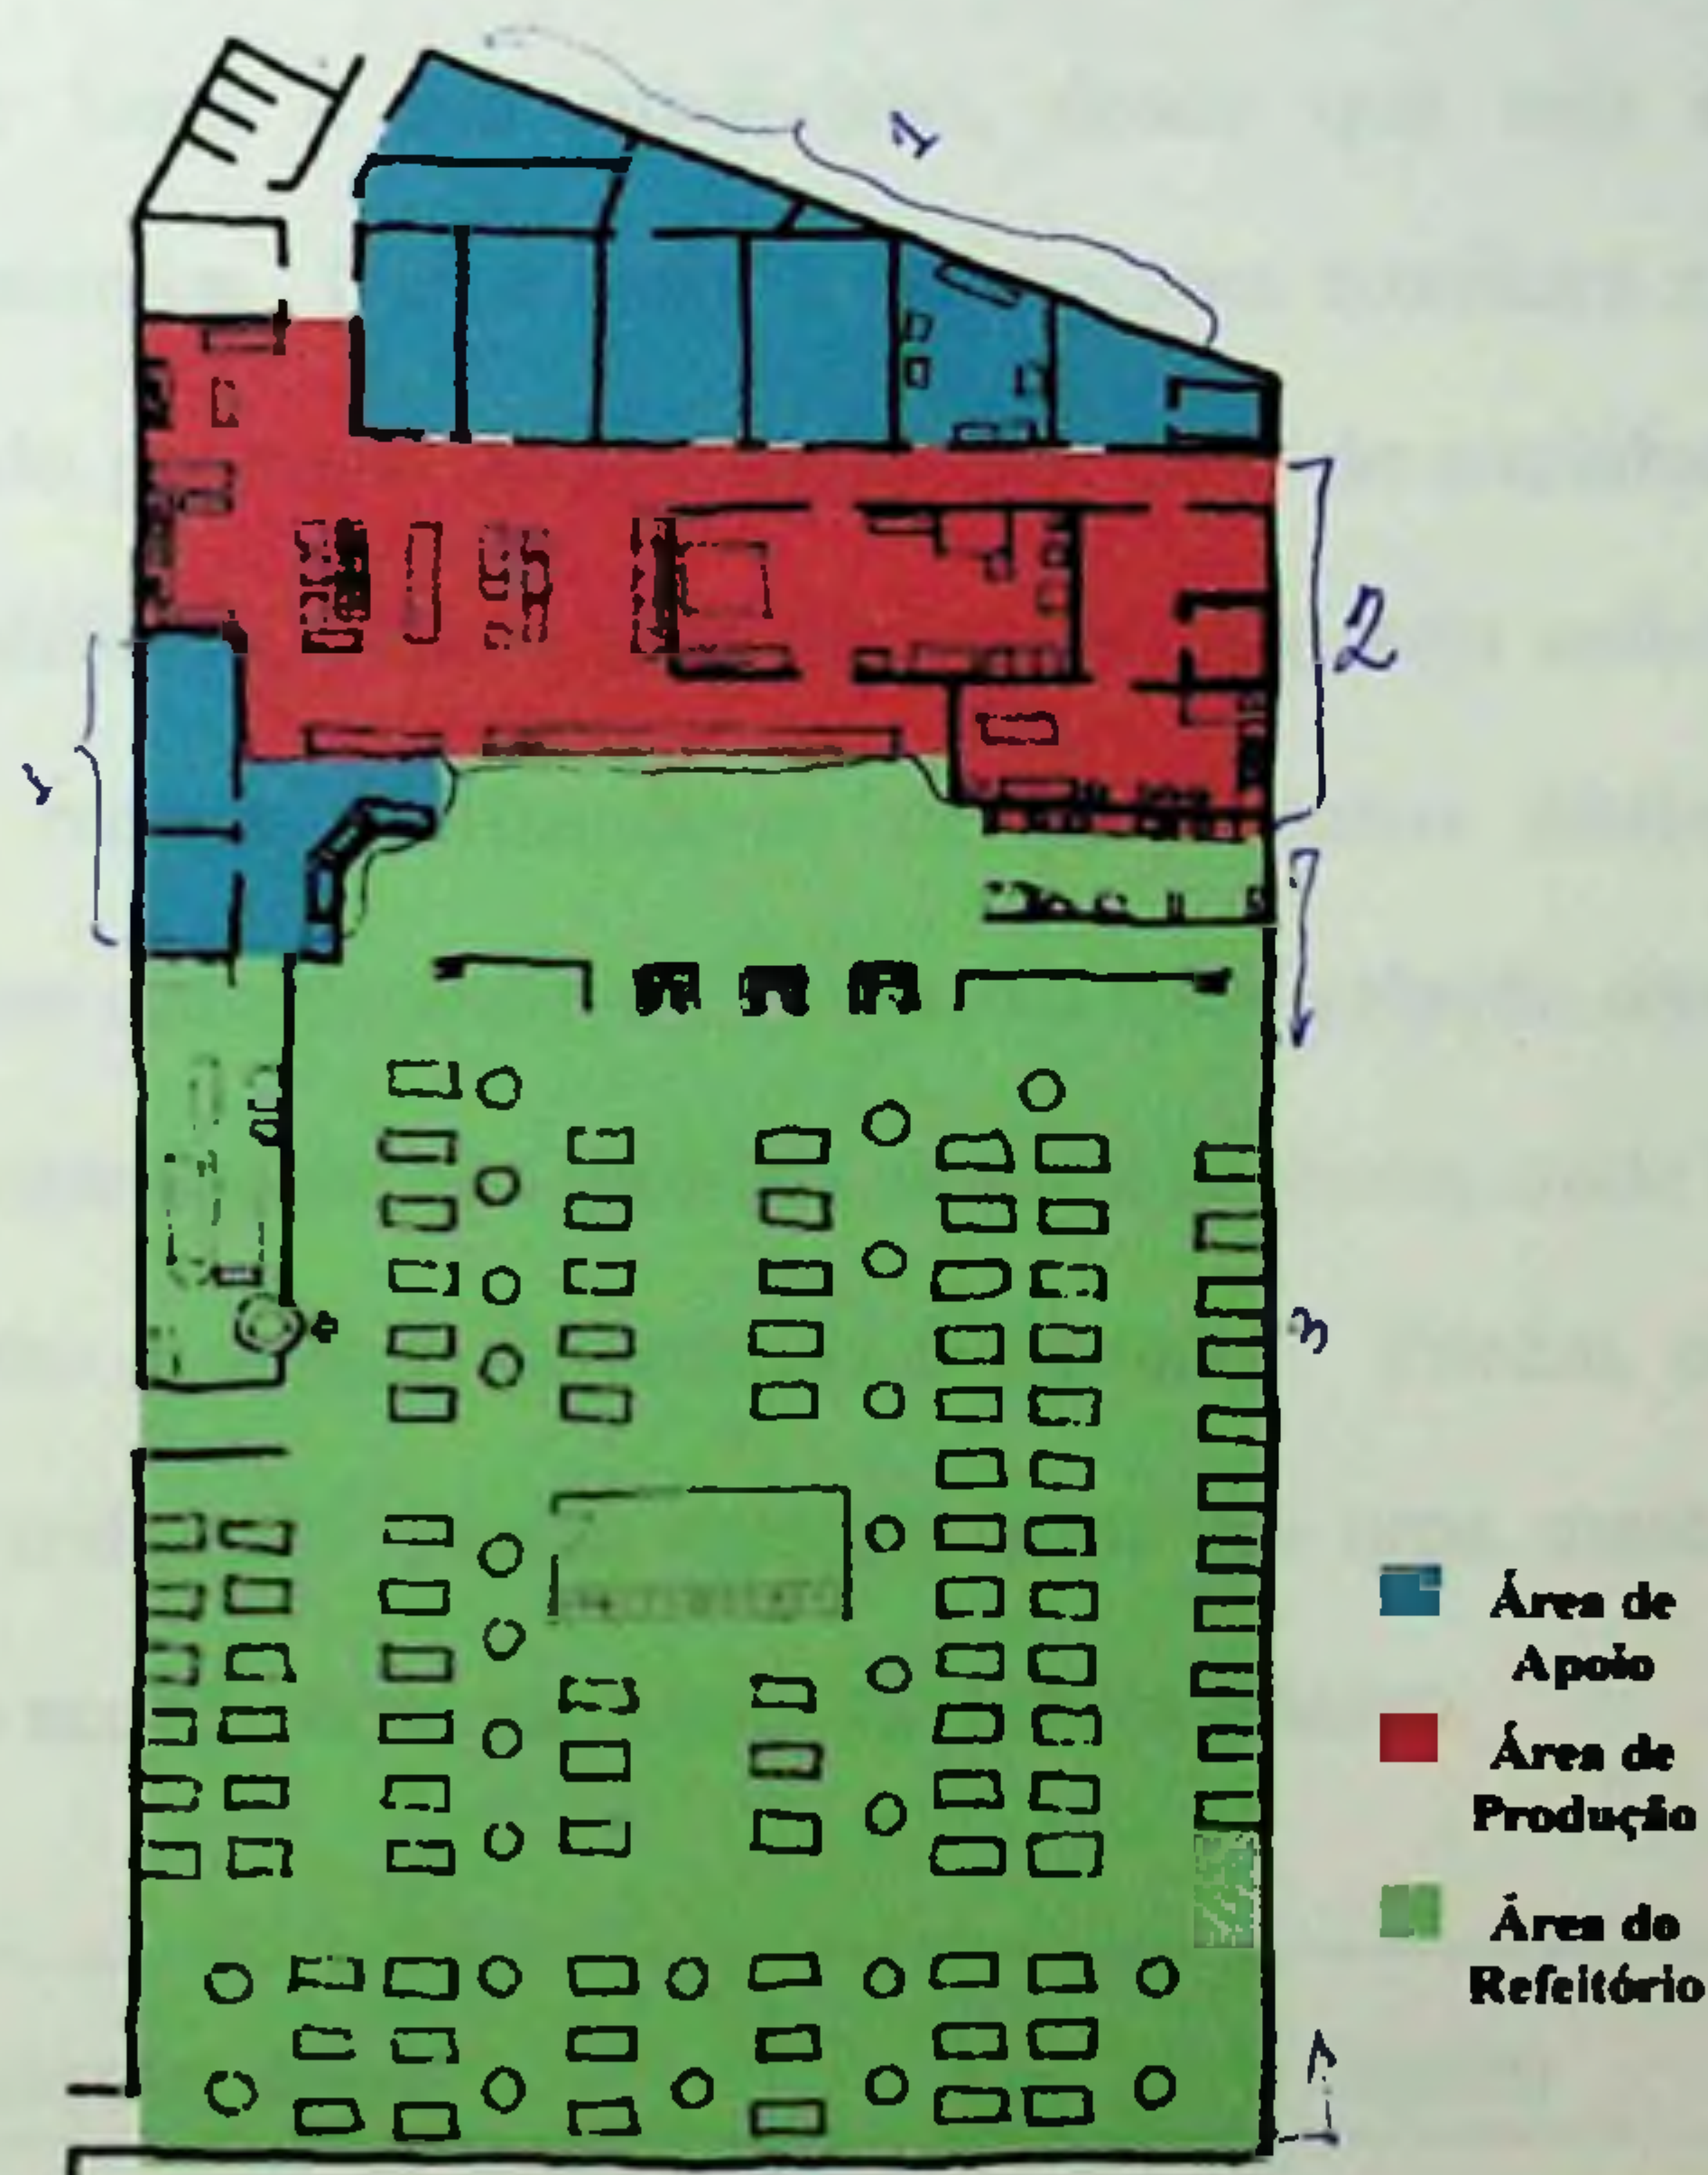 1
2
1
3
Área de
Apoio
Área de
Produção
Área do
Refeitório